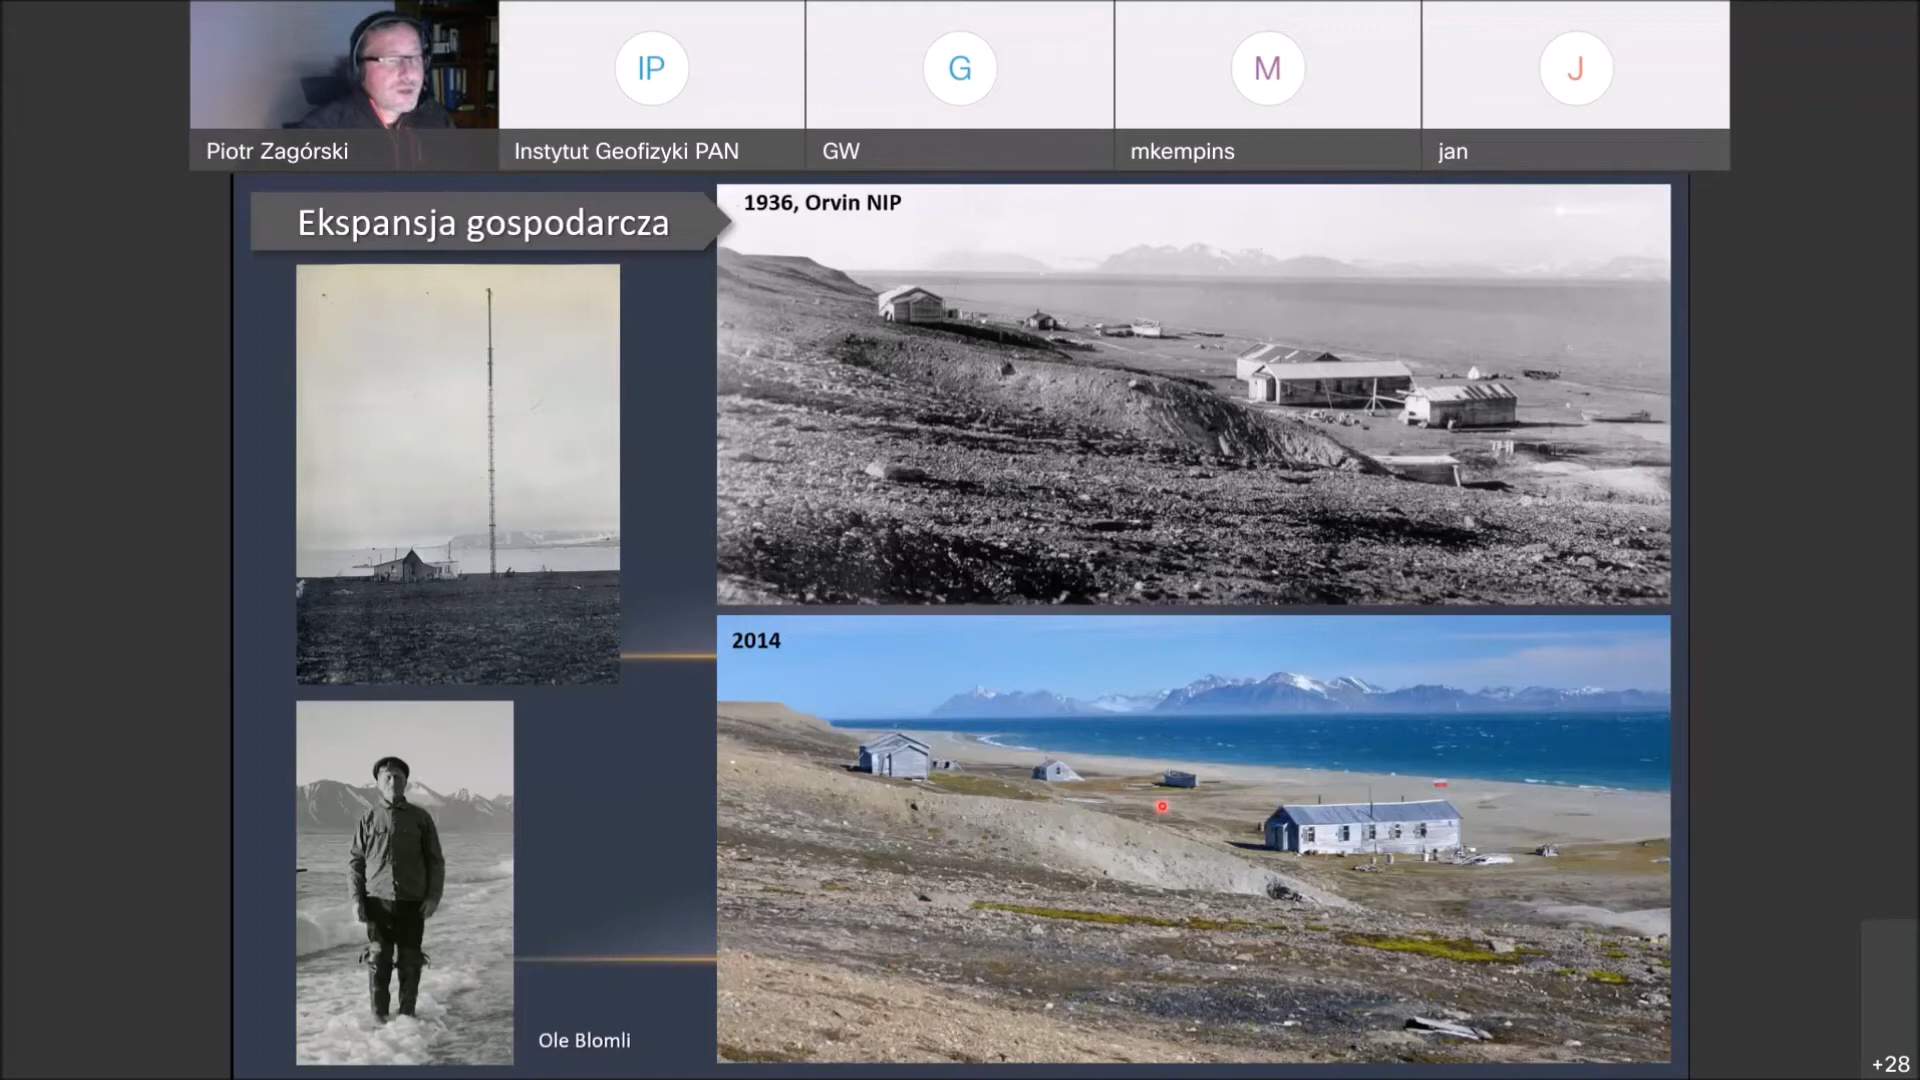 IP
G
M
J
Piotr Zagórski
Instytut Geofizyki PAN
GW
mkempins
jan
Ekspansja gospodarcza
1936, Orvin NIP
2014
Ole Blomli
+28